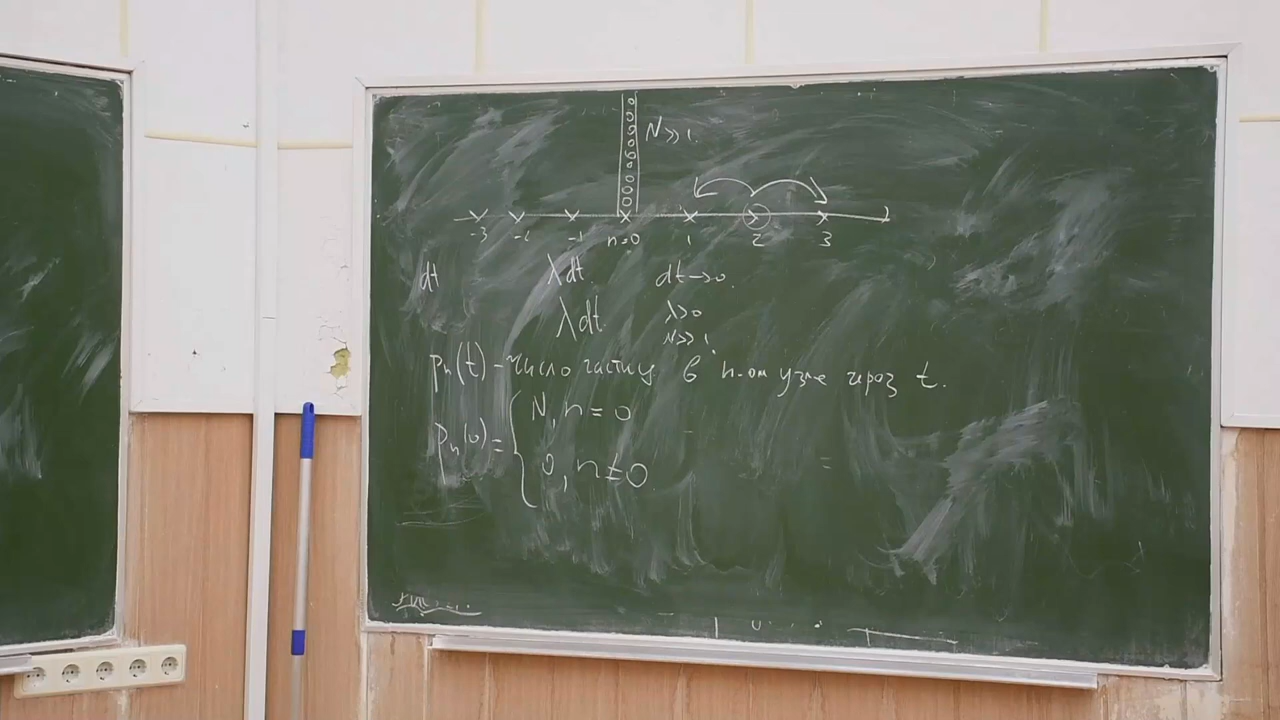 N≫1
-3 -2 -1 n=0 1 2 3
dt λdt dt→0.
λdt λ>0
N≫1
pₙ(t) - число частиц в n-ом узле через t.
pₙ(0) = { N, n=0
0, n≠0